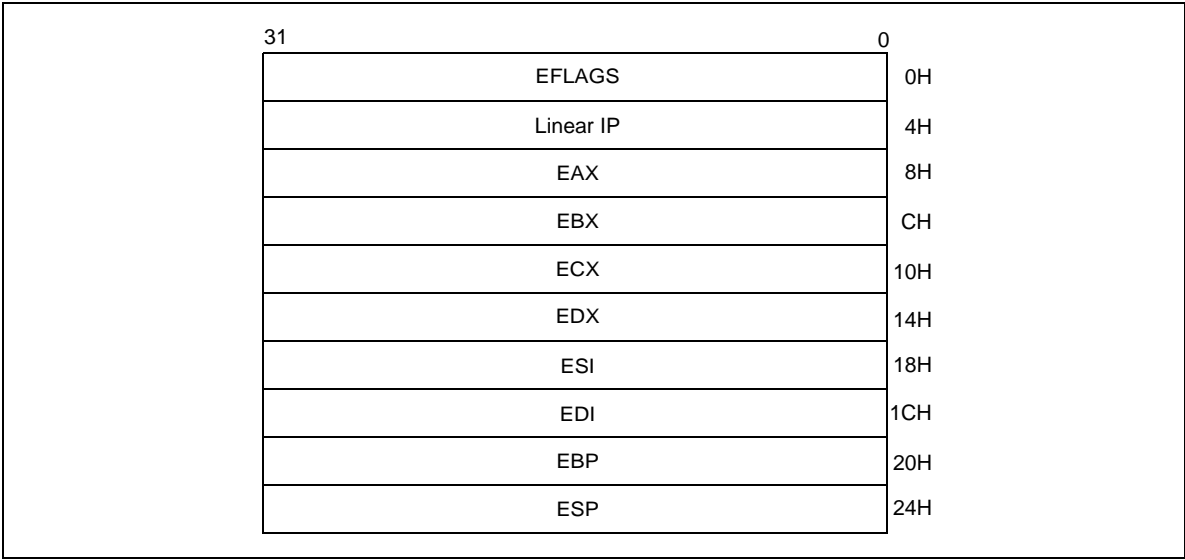 31 0
EFLAGS 0H
Linear IP 4H
EAX 8H
EBX CH
ECX 10H
EDX 14H
ESI 18H
EDI 1CH
EBP 20H
ESP 24H